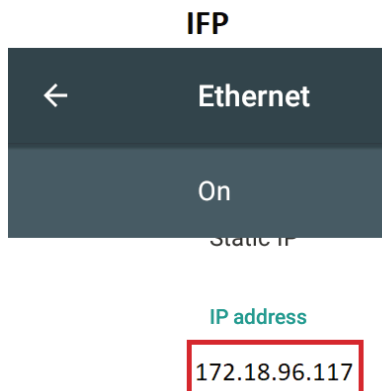 IFP
Ethernet
On
Static IP
IP address
172.18.96.117